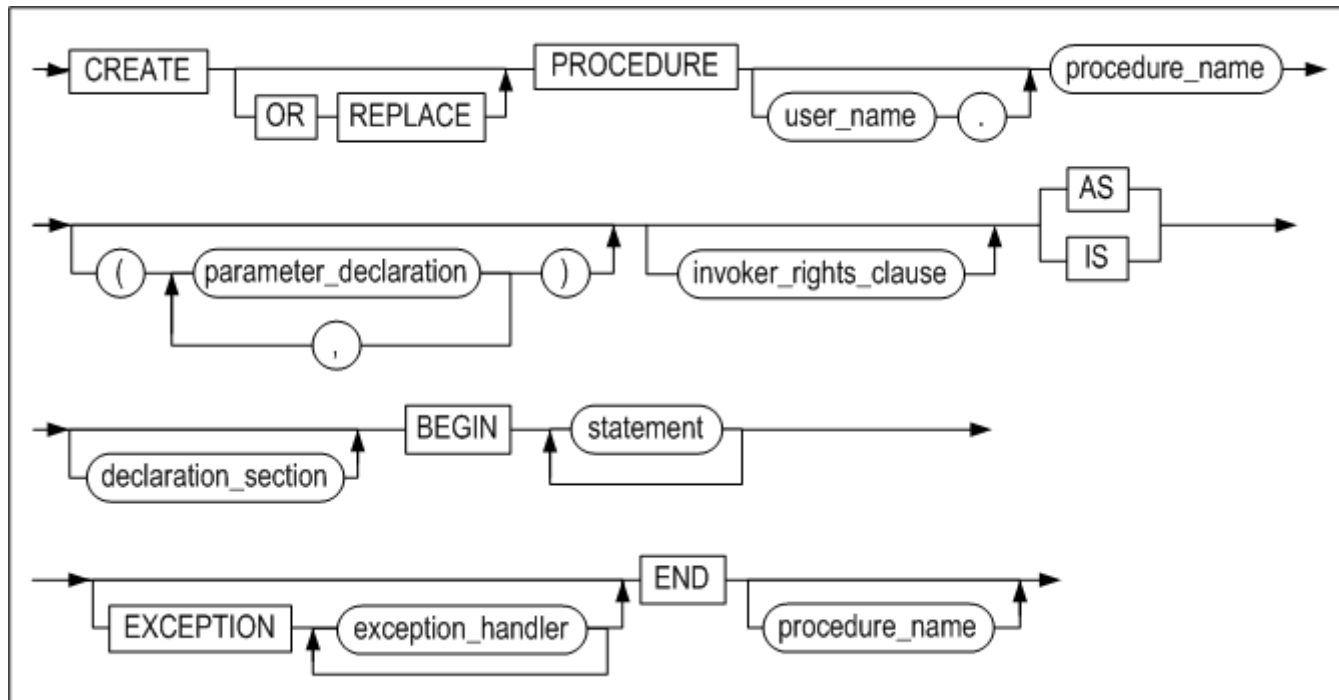 CREATE OR REPLACE PROCEDURE user_name . procedure_name
( parameter_declaration , ) invoker_rights_clause AS IS
declaration_section BEGIN statement
EXCEPTION exception_handler END procedure_name